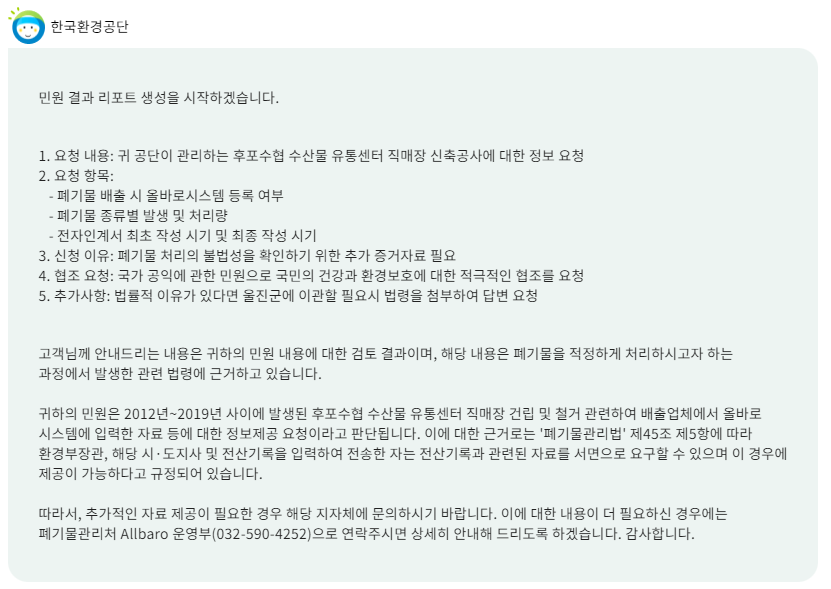 한국환경공단
민원 결과 리포트 생성을 시작하겠습니다.
1. 요청 내용: 귀 공단이 관리하는 후포수협 수산물 유통센터 직매장 신축공사에 대한 정보 요청
2. 요청 항목:
- 폐기물 배출 시 올바로시스템 등록 여부
- 폐기물 종류별 발생 및 처리량
- 전자인계서 최초 작성 시기 및 최종 작성 시기
3. 신청 이유: 폐기물 처리의 불법성을 확인하기 위한 추가 증거자료 필요
4. 협조 요청: 국가 공익에 관한 민원으로 국민의 건강과 환경보호에 대한 적극적인 협조를 요청
5. 추가사항: 법률적 이유가 있다면 울진군에 이관할 필요시 법령을 첨부하여 답변 요청
고객님께 안내드리는 내용은 귀하의 민원 내용에 대한 검토 결과이며, 해당 내용은 폐기물을 적정하게 처리하시고자 하는
과정에서 발생한 관련 법령에 근거하고 있습니다.
귀하의 민원은 2012년~2019년 사이에 발생된 후포수협 수산물 유통센터 직매장 건립 및 철거 관련하여 배출업체에서 올바로
시스템에 입력한 자료 등에 대한 정보제공 요청이라고 판단됩니다. 이에 대한 근거로는 '폐기물관리법' 제45조 제5항에 따라
환경부장관, 해당 시·도지사 및 전산기록을 입력하여 전송한 자는 전산기록과 관련된 자료를 서면으로 요구할 수 있으며 이 경우에
제공이 가능하다고 규정되어 있습니다.
따라서, 추가적인 자료 제공이 필요한 경우 해당 지자체에 문의하시기 바랍니다. 이에 대한 내용이 더 필요하신 경우에는
폐기물관리처 Allbaro 운영부(032-590-4252)으로 연락주시면 상세히 안내해 드리도록 하겠습니다. 감사합니다.